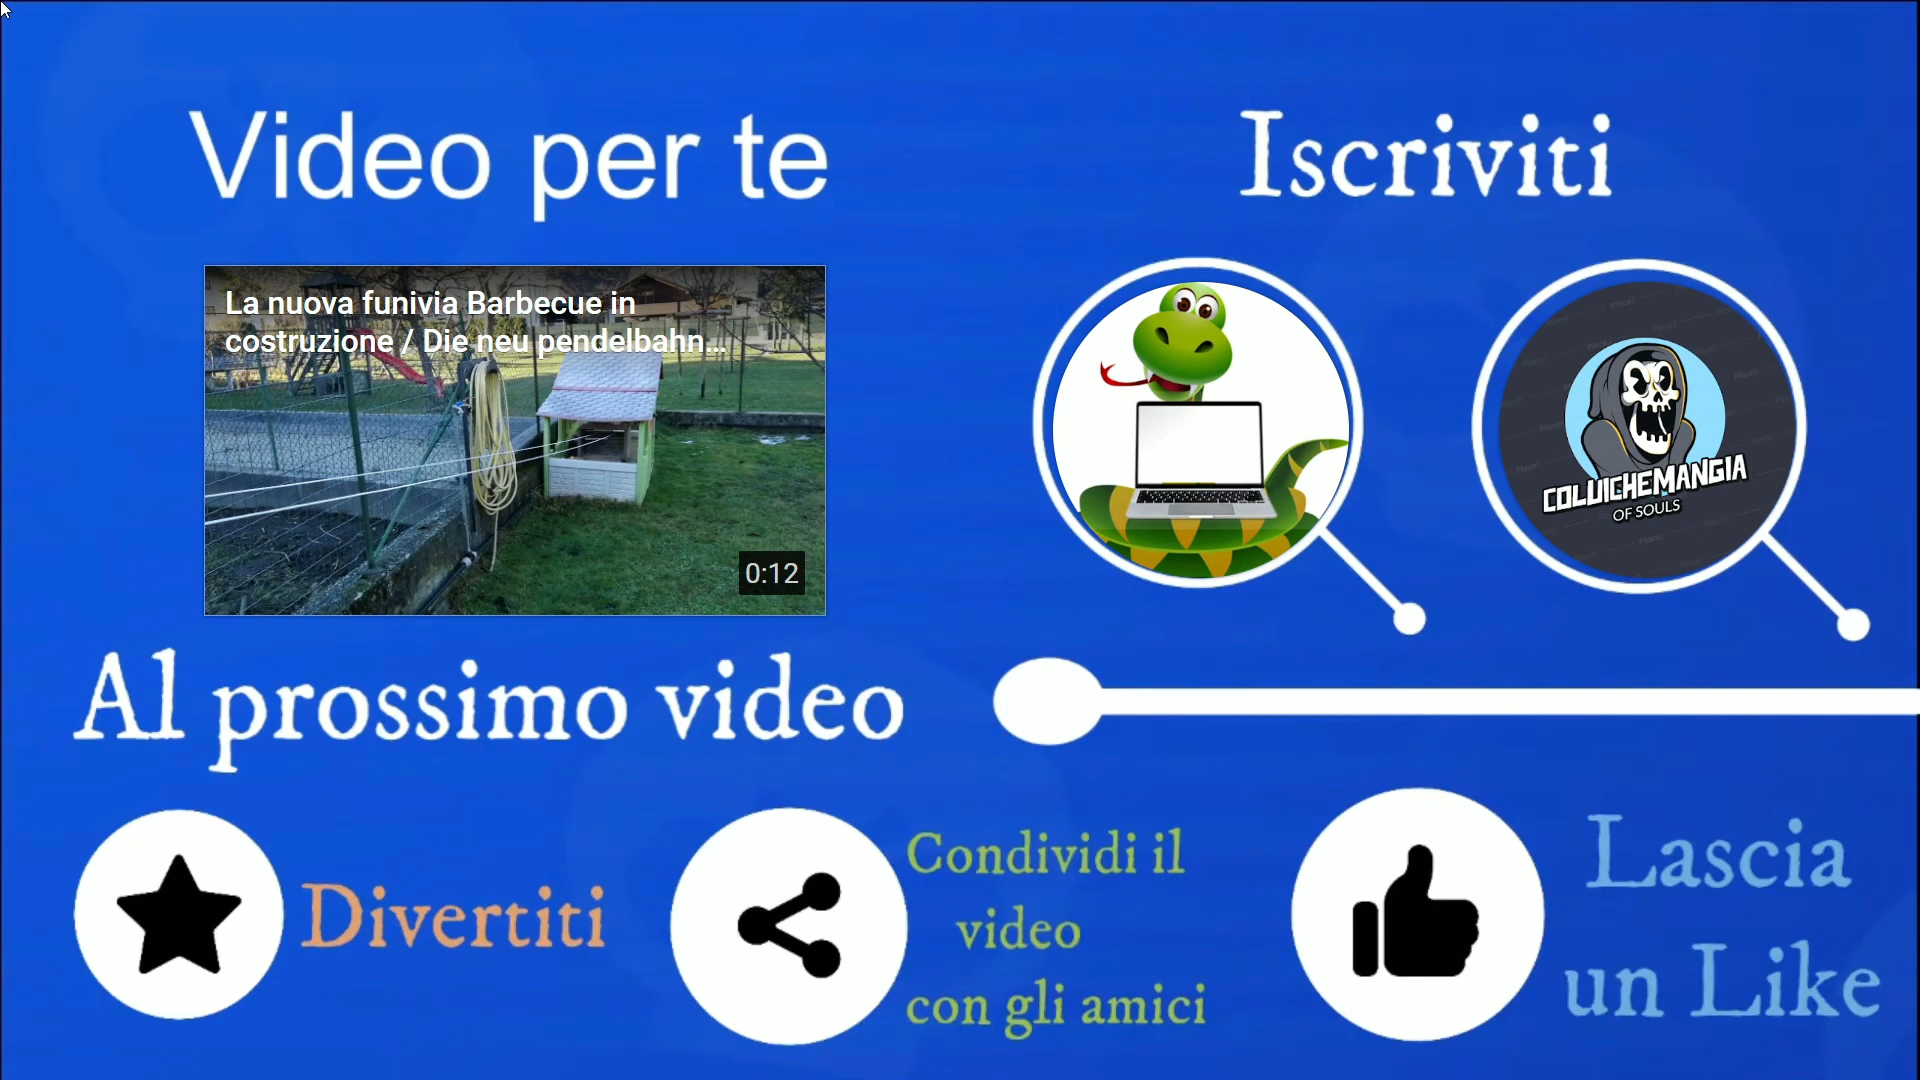 Video per te
Iscriviti
La nuova funivia Barbecue in
costruzione / Die neu pendelbahn...
0:12
COLUICHEMANGIA
OF SOULS
Al prossimo video
Divertiti
Condividi il
video
con gli amici
Lascia
un Like